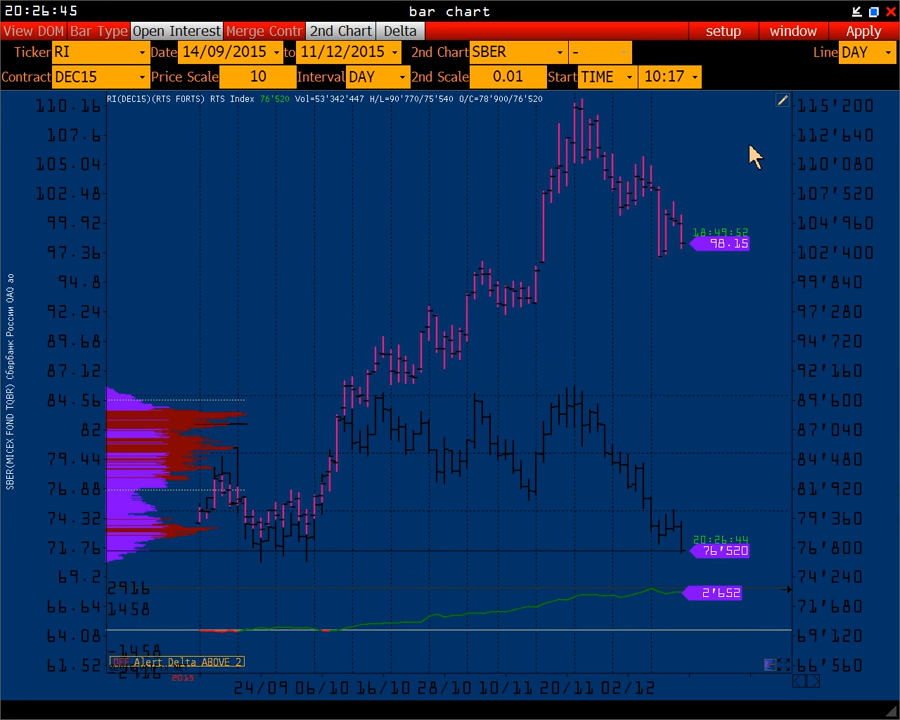 20:26:45 bar chart
View DOM Bar Type Open Interest Merge Contr 2nd Chart Delta setup window Apply
Ticker RI Date 14/09/2015 to 11/12/2015 2nd Chart SBER - Line DAY
Contract DEC15 Price Scale 10 Interval DAY 2nd Scale 0.01 Start TIME 10:17
RI(DEC15)(RTS FORTS) RTS Index 76'520 Vol=53'342'447 H/L=90'770/75'540 O/C=78'900/76'520
110.16 115'200
107.6 112'640
105.04 110'080
102.48 107'520
99.92 104'960
18:49:52
98.15
97.36 102'400
94.8 99'840
92.24 97'280
89.68 94'720
87.12 92'160
84.56 89'600
82 87'040
79.44 84'480
76.88 81'920
74.32 79'360
20:26:44
71.76 76'520 76'800
69.2 74'240
2916 2'652
66.64 1458 71'680
64.08 69'120
-1458
61.52 OFF Alert Delta ABOVE 2 66'560
-2916
2015
24/09 06/10 16/10 28/10 10/11 20/11 02/12
SBER(MICEX FOND TQBR) Сбербанк России ОАО ао